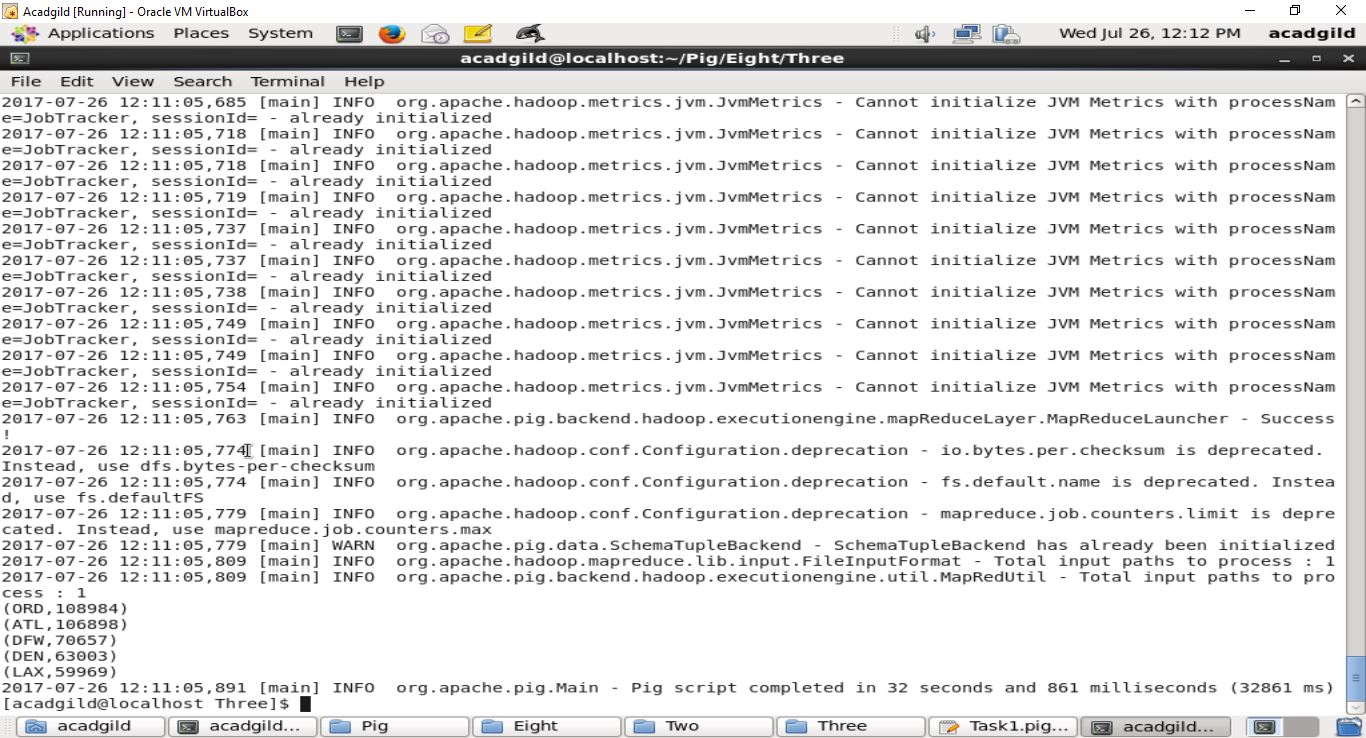 Acadgild [Running] - Oracle VM VirtualBox
Applications Places System Wed Jul 26, 12:12 PM acadgild
acadgild@localhost:~/Pig/Eight/Three
File Edit View Search Terminal Help
2017-07-26 12:11:05,685 [main] INFO  org.apache.hadoop.metrics.jvm.JvmMetrics - Cannot initialize JVM Metrics with processNam
e=JobTracker, sessionId= - already initialized
2017-07-26 12:11:05,718 [main] INFO  org.apache.hadoop.metrics.jvm.JvmMetrics - Cannot initialize JVM Metrics with processNam
e=JobTracker, sessionId= - already initialized
2017-07-26 12:11:05,718 [main] INFO  org.apache.hadoop.metrics.jvm.JvmMetrics - Cannot initialize JVM Metrics with processNam
e=JobTracker, sessionId= - already initialized
2017-07-26 12:11:05,719 [main] INFO  org.apache.hadoop.metrics.jvm.JvmMetrics - Cannot initialize JVM Metrics with processNam
e=JobTracker, sessionId= - already initialized
2017-07-26 12:11:05,737 [main] INFO  org.apache.hadoop.metrics.jvm.JvmMetrics - Cannot initialize JVM Metrics with processNam
e=JobTracker, sessionId= - already initialized
2017-07-26 12:11:05,737 [main] INFO  org.apache.hadoop.metrics.jvm.JvmMetrics - Cannot initialize JVM Metrics with processNam
e=JobTracker, sessionId= - already initialized
2017-07-26 12:11:05,738 [main] INFO  org.apache.hadoop.metrics.jvm.JvmMetrics - Cannot initialize JVM Metrics with processNam
e=JobTracker, sessionId= - already initialized
2017-07-26 12:11:05,749 [main] INFO  org.apache.hadoop.metrics.jvm.JvmMetrics - Cannot initialize JVM Metrics with processNam
e=JobTracker, sessionId= - already initialized
2017-07-26 12:11:05,749 [main] INFO  org.apache.hadoop.metrics.jvm.JvmMetrics - Cannot initialize JVM Metrics with processNam
e=JobTracker, sessionId= - already initialized
2017-07-26 12:11:05,754 [main] INFO  org.apache.hadoop.metrics.jvm.JvmMetrics - Cannot initialize JVM Metrics with processNam
e=JobTracker, sessionId= - already initialized
2017-07-26 12:11:05,763 [main] INFO  org.apache.pig.backend.hadoop.executionengine.mapReduceLayer.MapReduceLauncher - Success
!
2017-07-26 12:11:05,774 [main] INFO  org.apache.hadoop.conf.Configuration.deprecation - io.bytes.per.checksum is deprecated.
Instead, use dfs.bytes-per-checksum
2017-07-26 12:11:05,774 [main] INFO  org.apache.hadoop.conf.Configuration.deprecation - fs.default.name is deprecated. Instea
d, use fs.defaultFS
2017-07-26 12:11:05,779 [main] INFO  org.apache.hadoop.conf.Configuration.deprecation - mapreduce.job.counters.limit is depre
cated. Instead, use mapreduce.job.counters.max
2017-07-26 12:11:05,779 [main] WARN  org.apache.pig.data.SchemaTupleBackend - SchemaTupleBackend has already been initialized
2017-07-26 12:11:05,809 [main] INFO  org.apache.hadoop.mapreduce.lib.input.FileInputFormat - Total input paths to process : 1
2017-07-26 12:11:05,809 [main] INFO  org.apache.pig.backend.hadoop.executionengine.util.MapRedUtil - Total input paths to pro
cess : 1
(ORD,108984)
(ATL,106898)
(DFW,70657)
(DEN,63003)
(LAX,59969)
2017-07-26 12:11:05,891 [main] INFO  org.apache.pig.Main - Pig script completed in 32 seconds and 861 milliseconds (32861 ms)
[acadgild@localhost Three]$
acadgild acadgild... Pig Eight Two Three Task1.pig... acadgild...